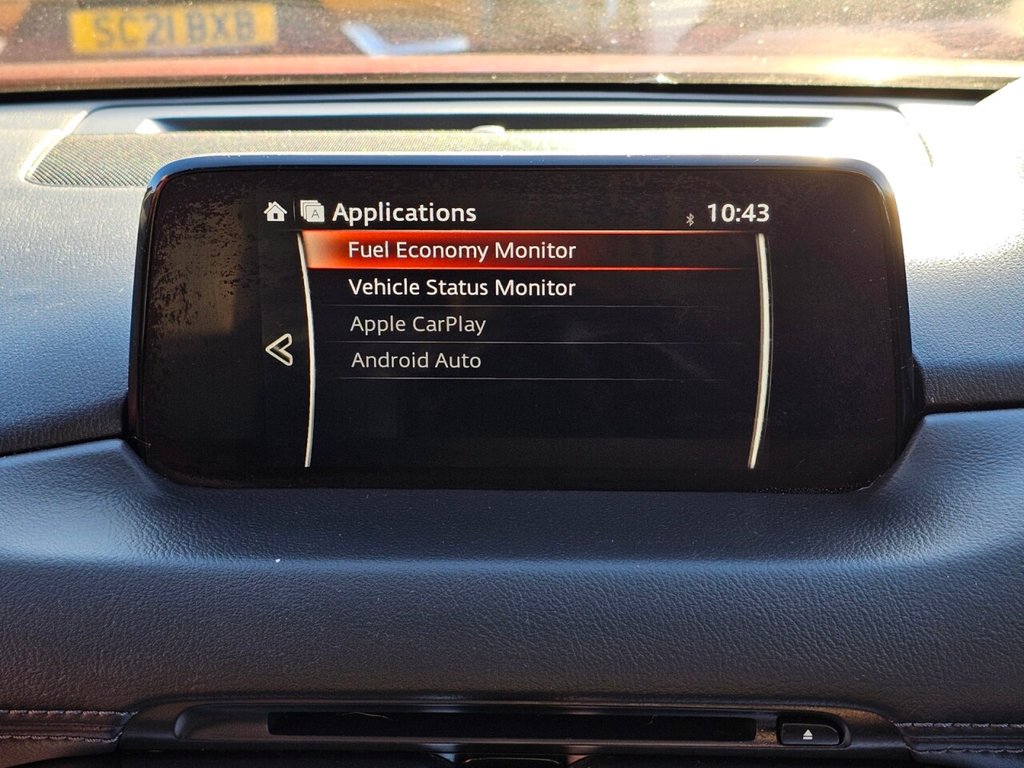 SC21 BXB
Applications 10:43
Fuel Economy Monitor
Vehicle Status Monitor
Apple CarPlay
Android Auto